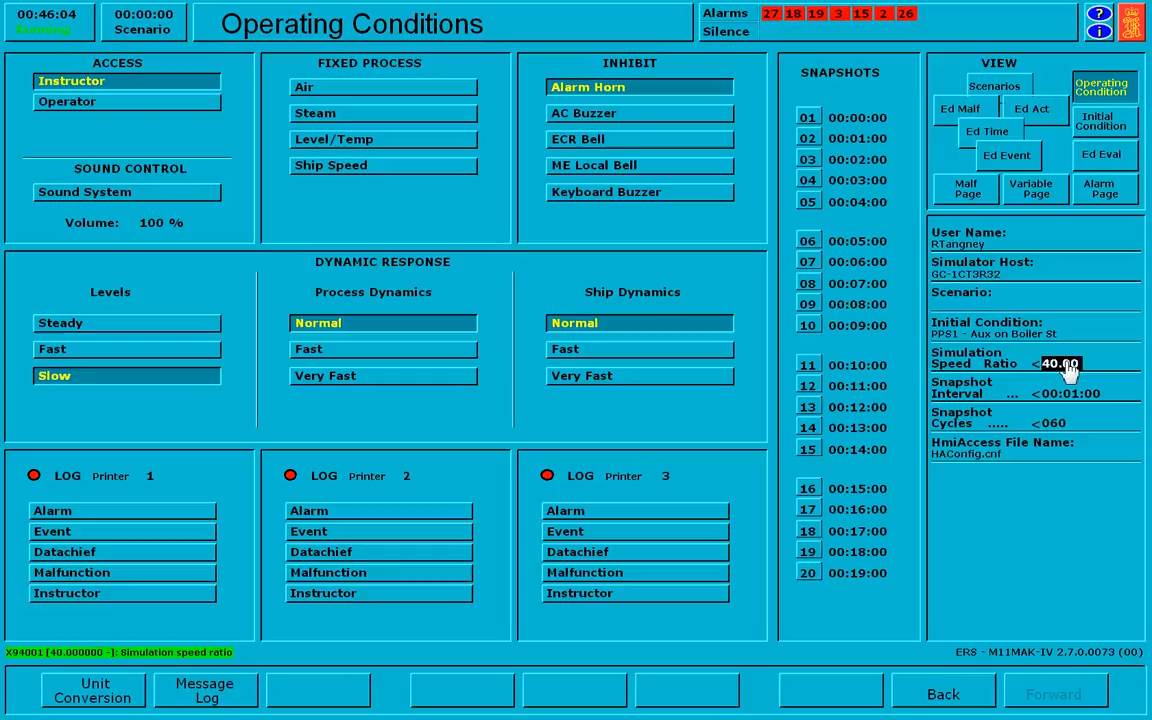 00:46:04
Running
00:00:00
Scenario
Operating Conditions
Alarms 27 18 19 3 15 2 26
Silence
?
i
ACCESS
Instructor
Operator
SOUND CONTROL
Sound System
Volume: 100 %
FIXED PROCESS
Air
Steam
Level/Temp
Ship Speed
INHIBIT
Alarm Horn
AC Buzzer
ECR Bell
ME Local Bell
Keyboard Buzzer
DYNAMIC RESPONSE
Levels
Steady
Fast
Slow
Process Dynamics
Normal
Fast
Very Fast
Ship Dynamics
Normal
Fast
Very Fast
LOG Printer 1
Alarm
Event
Datachief
Malfunction
Instructor
LOG Printer 2
Alarm
Event
Datachief
Malfunction
Instructor
LOG Printer 3
Alarm
Event
Datachief
Malfunction
Instructor
SNAPSHOTS
01 00:00:00
02 00:01:00
03 00:02:00
04 00:03:00
05 00:04:00
06 00:05:00
07 00:06:00
08 00:07:00
09 00:08:00
10 00:09:00
11 00:10:00
12 00:11:00
13 00:12:00
14 00:13:00
15 00:14:00
16 00:15:00
17 00:16:00
18 00:17:00
19 00:18:00
20 00:19:00
VIEW
Scenarios
Ed Malf
Ed Act
Ed Time
Ed Event
Operating
Condition
Initial
Condition
Ed Eval
Malf
Page
Variable
Page
Alarm
Page
User Name:
RTangney
Simulator Host:
GC-1CT3R32
Scenario:
Initial Condition:
PPS1 - Aux on Boiler St
Simulation
Speed Ratio <40.00
Snapshot
Interval ... <00:01:00
Snapshot
Cycles ..... <060
HmiAccess File Name:
HAConfig.cnf
X94001 [40.000000 -]: Simulation speed ratio
ERS - M11MAK-IV 2.7.0.0073 (00)
Unit
Conversion
Message
Log
Back
Forward